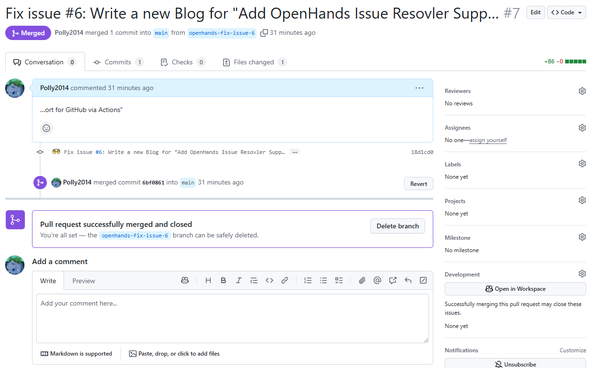 Fix issue #6: Write a new Blog for "Add OpenHands Issue Resovler Supp... #7
Edit
Code
Merged
Polly2014 merged 1 commit into main from openhands-fix-issue-6 31 minutes ago
Conversation 0
Commits 1
Checks 0
Files changed 1
+86 −0
Polly2014 commented 31 minutes ago
...ort for GitHub via Actions"
Fix issue #6: Write a new Blog for "Add OpenHands Issue Resovler Supp…
18d1cd0
Polly2014 merged commit 6bf0861 into main 31 minutes ago
Revert
Pull request successfully merged and closed
You're all set — the openhands-fix-issue-6 branch can be safely deleted.
Delete branch
Add a comment
Write
Preview
Add your comment here...
Markdown is supported
Paste, drop, or click to add files
Reviewers
No reviews
Assignees
No one—assign yourself
Labels
None yet
Projects
None yet
Milestone
No milestone
Development
Open in Workspace
Successfully merging this pull request may close these
issues.
None yet
Notifications
Customize
Unsubscribe